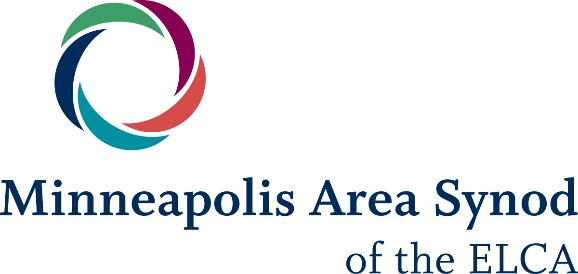 Minneapolis Area Synod
of the ELCA